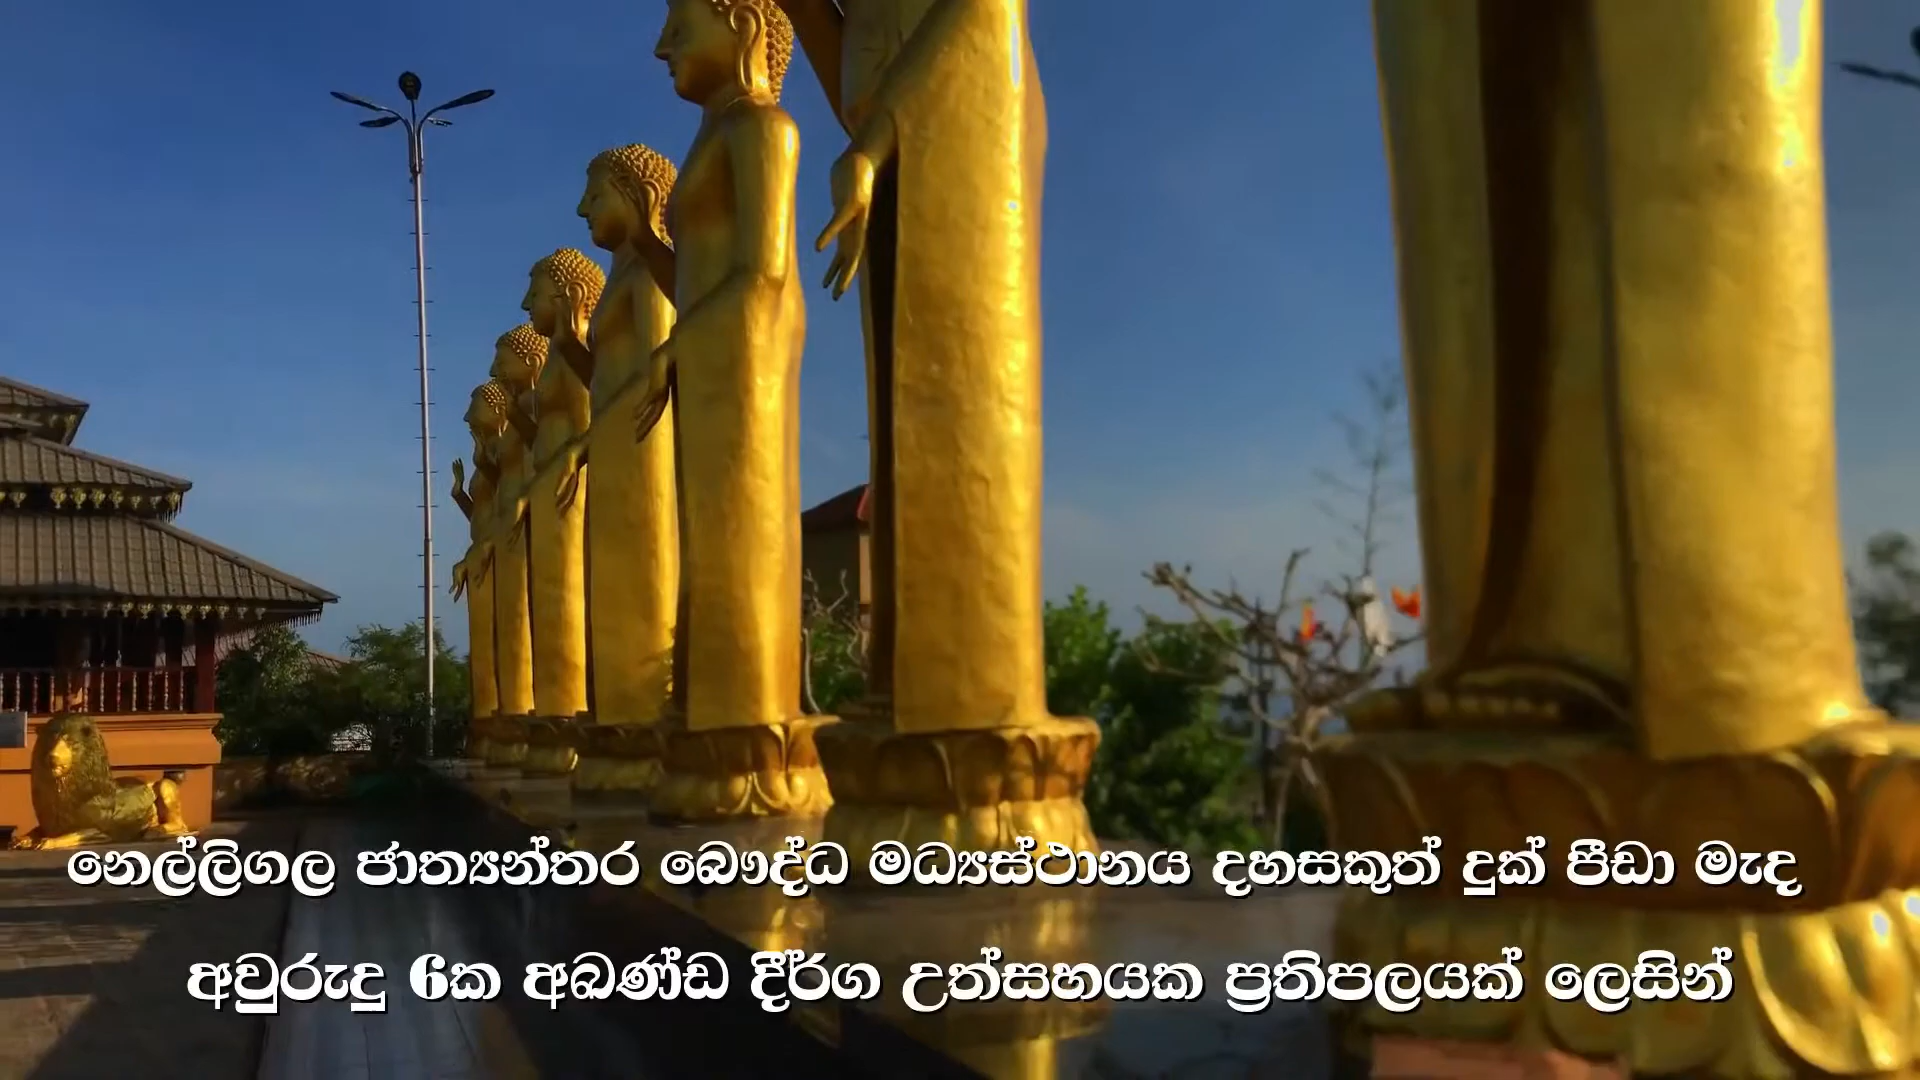 නෙල්ලිගල ජාත්‍යන්තර බෞද්ධ මධ්‍යස්ථානය දහසකුත් දුක් පීඩා මැද
අවුරුදු 6ක අඛණ්ඩ දීර්ග උත්සහයක ප්‍රතිපලයක් ලෙසින්